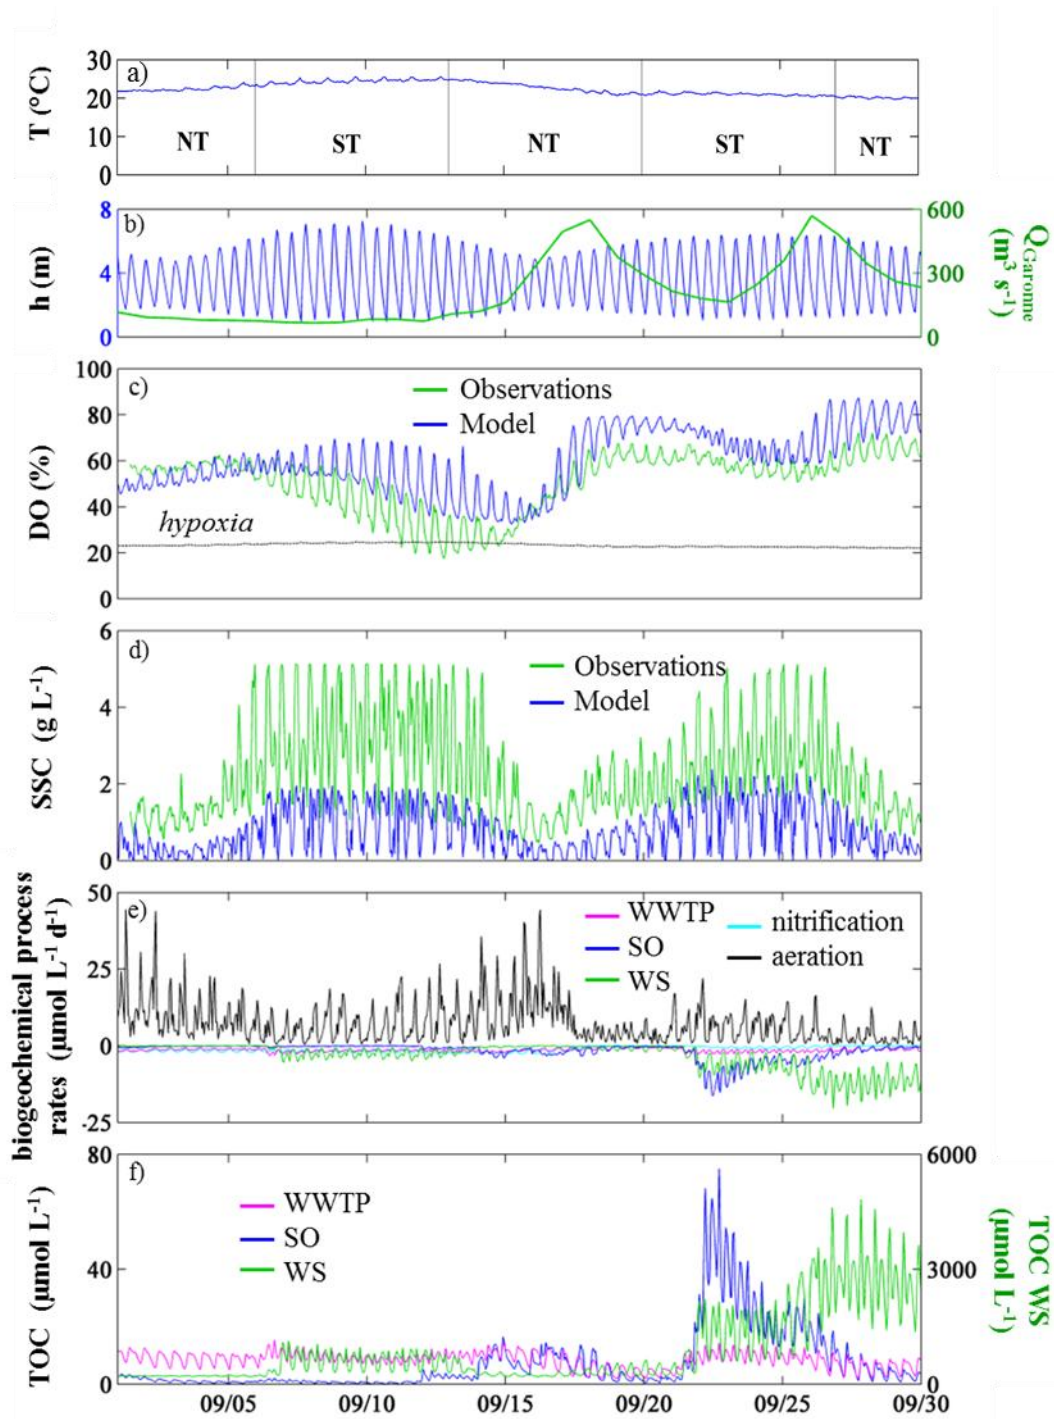 a)
T (°C)
30
20
10
0
NT
ST
NT
ST
NT
b)
h (m)
8
4
0
600
300
0
QGaronne
(m³ s⁻¹)
c)
DO (%)
100
80
60
40
20
0
Observations
Model
hypoxia
d)
SSC (g L⁻¹)
6
4
2
0
Observations
Model
e)
biogeochemical process
rates (µmol L⁻¹ d⁻¹)
50
25
0
-25
WWTP
SO
WS
nitrification
aeration
f)
TOC (µmol L⁻¹)
80
40
0
WWTP
SO
WS
6000
3000
0
TOC WS
(µmol L⁻¹)
09/05
09/10
09/15
09/20
09/25
09/30